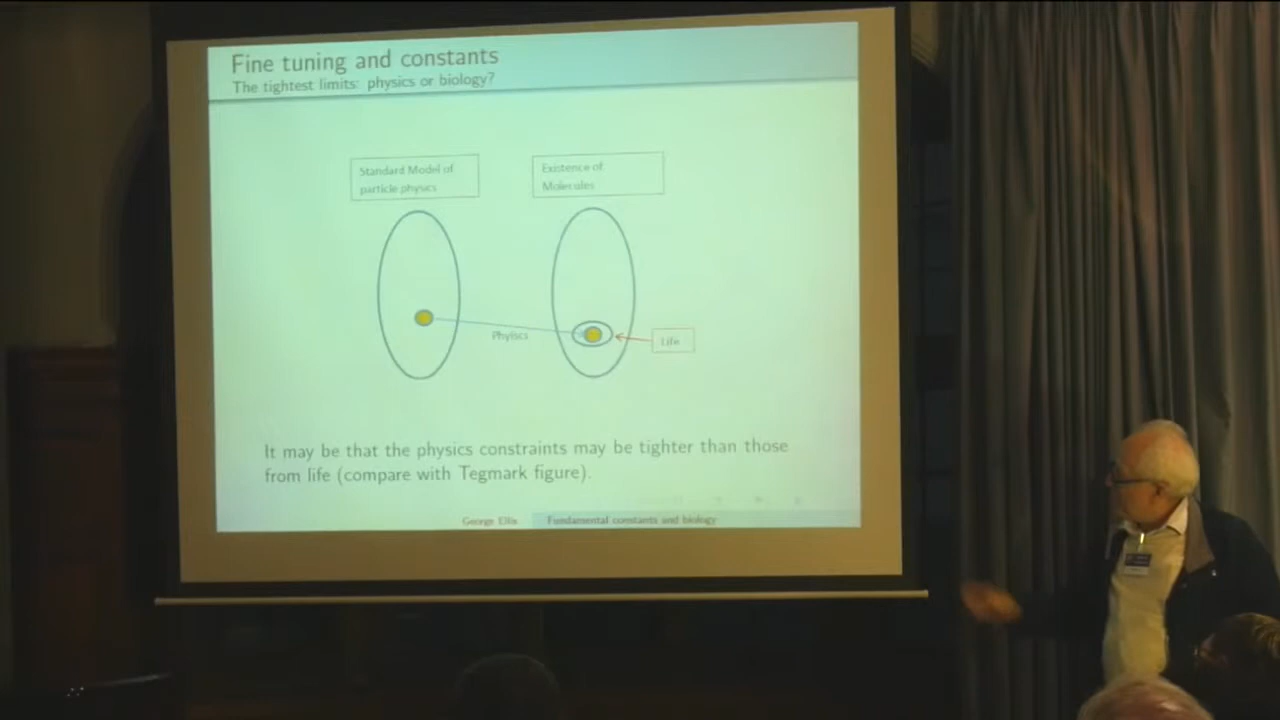 Fine tuning and constants
The tightest limits: physics or biology?
Standard Model of
particle physics
Existence of
Molecules
Phyiscs
Life
It may be that the physics constraints may be tighter than those
from life (compare with Tegmark figure).
George Ellis
Fundamental constants and biology